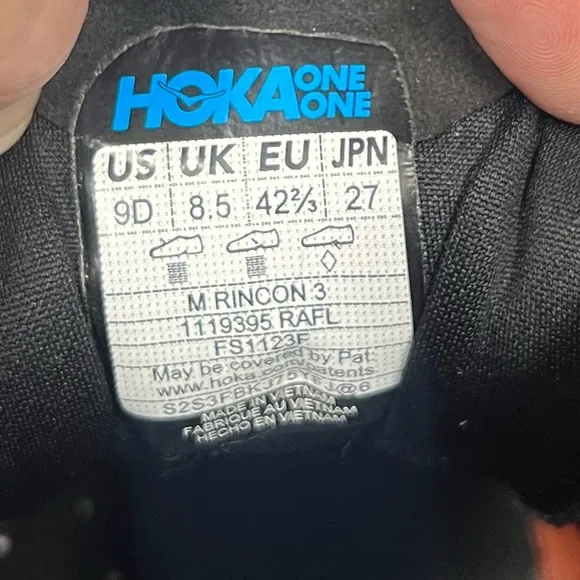 HOKA ONE ONE
US UK EU JPN
9D 8.5 42⅔ 27
M RINCON 3
1119395 RAFL
FS1123F
May be covered by Pat:
www.hoka.com/patents
MADE IN VIETNAM
FABRIQUE AU VIETNAM
HECHO EN VIETNAM